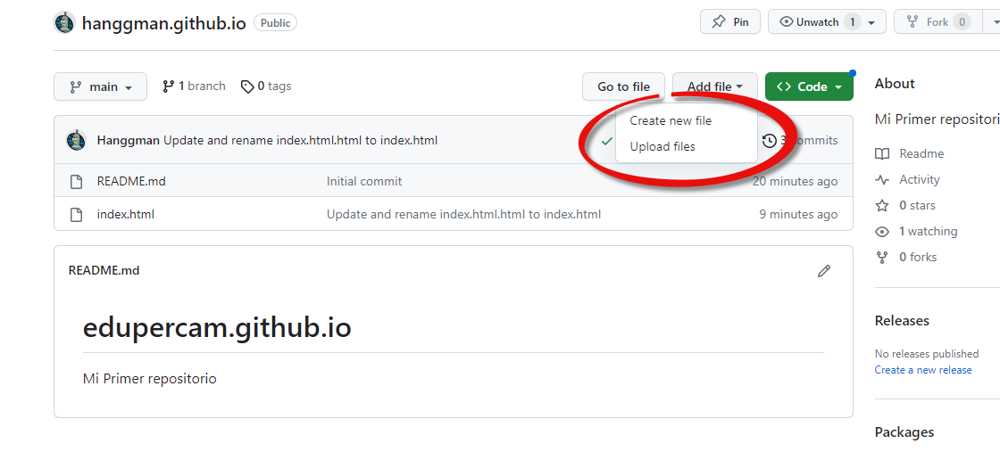 hanggman.github.io Public Pin Unwatch 1 Fork 0
main 1 branch 0 tags Go to file Add file Code
About
Create new file
Mi Primer repositori
Hanggman Update and rename index.html.html to index.html
Upload files
3 commits
Readme
README.md Initial commit 20 minutes ago
Activity
0 stars
index.html Update and rename index.html.html to index.html 9 minutes ago
1 watching
0 forks
README.md
edupercam.github.io
Mi Primer repositorio
Releases
No releases published
Create a new release
Packages